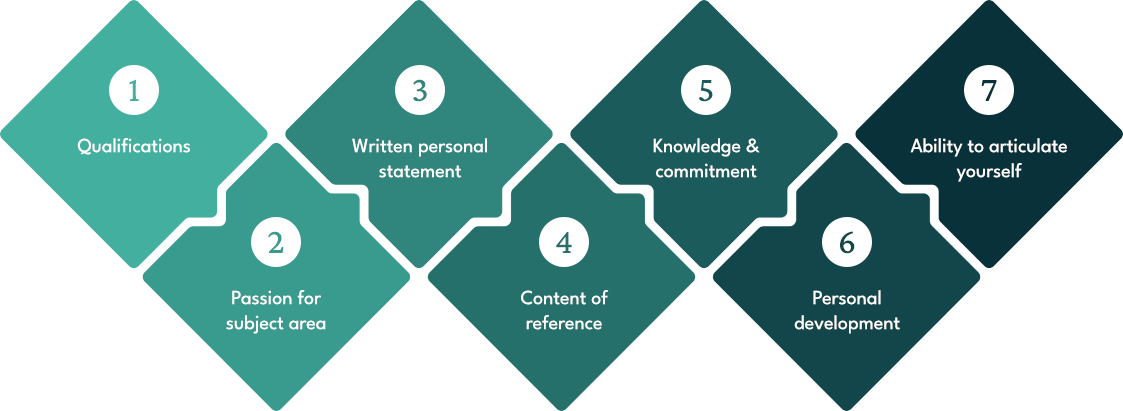 1
Qualifications
2
Passion for
subject area
3
Written personal
statement
4
Content of
reference
5
Knowledge &
commitment
6
Personal
development
7
Ability to articulate
yourself